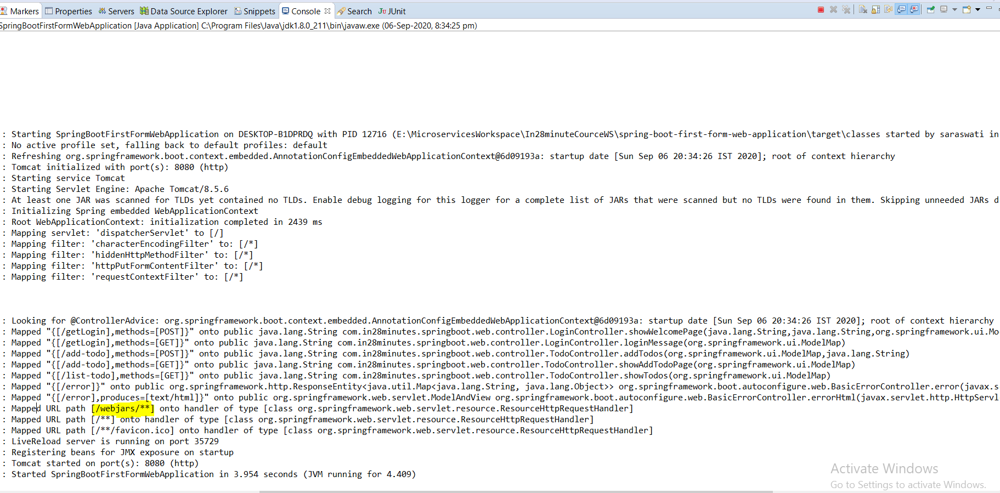 Markers Properties Servers Data Source Explorer Snippets Console Search JUnit
SpringBootFirstFormWebApplication [Java Application] C:\Program Files\Java\jdk1.8.0_211\bin\javaw.exe (06-Sep-2020, 8:34:25 pm)
: Starting SpringBootFirstFormWebApplication on DESKTOP-B1DPRDQ with PID 12716 (E:\MicroservicesWorkspace\In28minuteCourceWS\spring-boot-first-form-web-application\target\classes started by saraswati in
: No active profile set, falling back to default profiles: default
: Refreshing org.springframework.boot.context.embedded.AnnotationConfigEmbeddedWebApplicationContext@6d09193a: startup date [Sun Sep 06 20:34:26 IST 2020]; root of context hierarchy
: Tomcat initialized with port(s): 8080 (http)
: Starting service Tomcat
: Starting Servlet Engine: Apache Tomcat/8.5.6
: At least one JAR was scanned for TLDs yet contained no TLDs. Enable debug logging for this logger for a complete list of JARs that were scanned but no TLDs were found in them. Skipping unneeded JARs d
: Initializing Spring embedded WebApplicationContext
: Root WebApplicationContext: initialization completed in 2439 ms
: Mapping servlet: 'dispatcherServlet' to [/]
: Mapping filter: 'characterEncodingFilter' to: [/*]
: Mapping filter: 'hiddenHttpMethodFilter' to: [/*]
: Mapping filter: 'httpPutFormContentFilter' to: [/*]
: Mapping filter: 'requestContextFilter' to: [/*]
: Looking for @ControllerAdvice: org.springframework.boot.context.embedded.AnnotationConfigEmbeddedWebApplicationContext@6d09193a: startup date [Sun Sep 06 20:34:26 IST 2020]; root of context hierarchy
: Mapped "{[/getLogin],methods=[POST]}" onto public java.lang.String com.in28minutes.springboot.web.controller.LoginController.showWelcomePage(java.lang.String,java.lang.String,org.springframework.ui.Mo
: Mapped "{[/getLogin],methods=[GET]}" onto public java.lang.String com.in28minutes.springboot.web.controller.LoginController.loginMessage(org.springframework.ui.ModelMap)
: Mapped "{[/add-todo],methods=[POST]}" onto public java.lang.String com.in28minutes.springboot.web.controller.TodoController.addTodos(org.springframework.ui.ModelMap,java.lang.String)
: Mapped "{[/add-todo],methods=[GET]}" onto public java.lang.String com.in28minutes.springboot.web.controller.TodoController.showAddTodoPage(org.springframework.ui.ModelMap)
: Mapped "{[/list-todo],methods=[GET]}" onto public java.lang.String com.in28minutes.springboot.web.controller.TodoController.showTodos(org.springframework.ui.ModelMap)
: Mapped "{[/error]}" onto public org.springframework.http.ResponseEntity<java.util.Map<java.lang.String, java.lang.Object>> org.springframework.boot.autoconfigure.web.BasicErrorController.error(javax.s
: Mapped "{[/error],produces=[text/html]}" onto public org.springframework.web.servlet.ModelAndView org.springframework.boot.autoconfigure.web.BasicErrorController.errorHtml(javax.servlet.http.HttpServl
: Mapped URL path [/webjars/**] onto handler of type [class org.springframework.web.servlet.resource.ResourceHttpRequestHandler]
: Mapped URL path [/**] onto handler of type [class org.springframework.web.servlet.resource.ResourceHttpRequestHandler]
: Mapped URL path [/**/favicon.ico] onto handler of type [class org.springframework.web.servlet.resource.ResourceHttpRequestHandler]
: LiveReload server is running on port 35729
: Registering beans for JMX exposure on startup
: Tomcat started on port(s): 8080 (http)
: Started SpringBootFirstFormWebApplication in 3.954 seconds (JVM running for 4.409)
Activate Windows
Go to Settings to activate Windows.